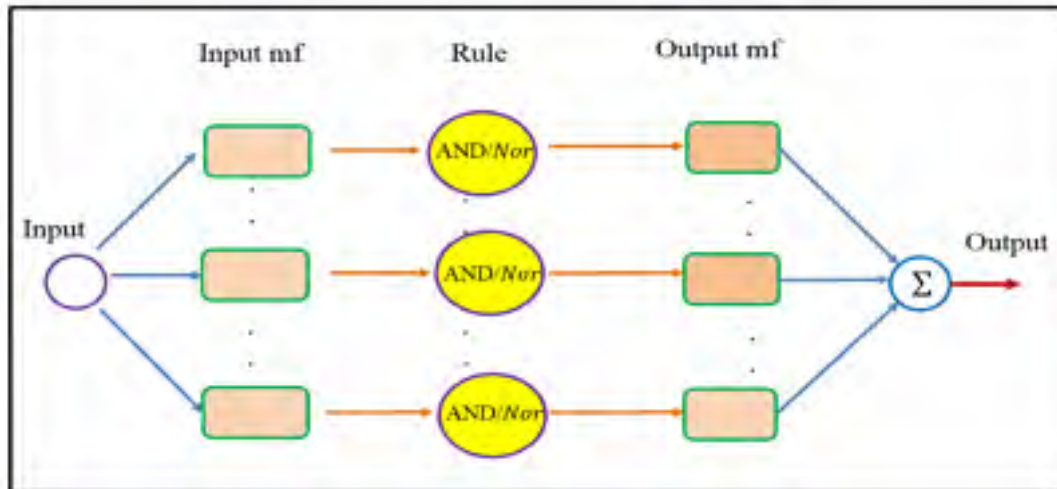 Input mf
Rule
Output mf
AND/Nor
Input
Output
AND/Nor
Σ
AND/Nor